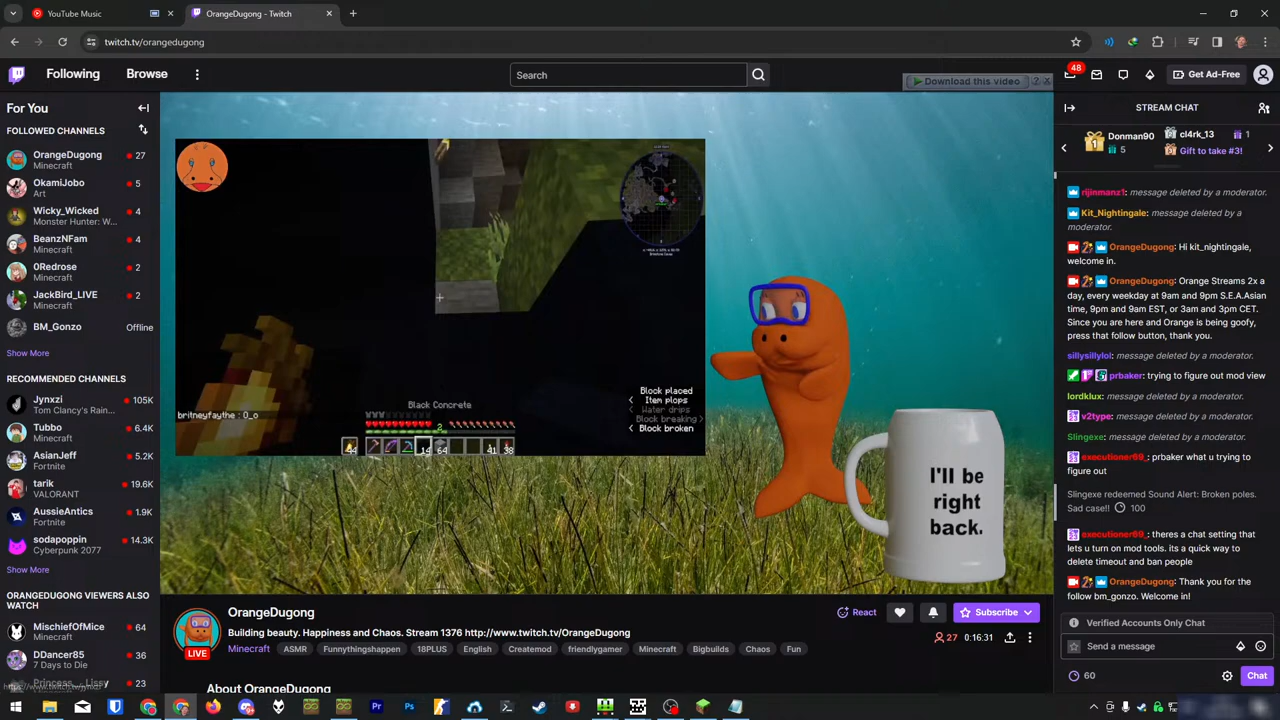 YouTube Music
OrangeDugong - Twitch
twitch.tv/orangedugong
Following
Browse
Search
Download this video
?
48
Get Ad-Free
For You
FOLLOWED CHANNELS
OrangeDugong
27
Minecraft
OkamiJobo
5
Art
Wicky_Wicked
4
Monster Hunter: W...
BeanzNFam
4
Minecraft
0Redrose
2
Minecraft
JackBird_LIVE
2
Minecraft
BM_Gonzo
Offline
Show More
RECOMMENDED CHANNELS
Jynxzi
105K
Tom Clancy's Rain...
Tubbo
6.4K
Minecraft
AsianJeff
5.2K
Fortnite
tarik
19.6K
VALORANT
AussieAntics
1.9K
Fortnite
sodapoppin
14.3K
Cyberpunk 2077
Show More
ORANGEDUGONG VIEWERS ALSO
WATCH
MischiefOfMice
64
Minecraft
DDancer85
36
7 Days to Die
Princess_Lissy
23
Block placed
Item plops
Water drips
Block breaking
Block broken
britneyfaythe : 0_o
Black Concrete
2
44
14
64
41
38
I'll be
right
back.
OrangeDugong
React
Subscribe
Building beauty. Happiness and Chaos. Stream 1376 http://www.twitch.tv/OrangeDugong
27
0:16:31
LIVE
Minecraft
ASMR
Funnythingshappen
18PLUS
English
Createmod
friendlygamer
Minecraft
Bigbuilds
Chaos
Fun
About OrangeDugong
STREAM CHAT
1
Donman90
5
cl4rk_13
1
Gift to take #3!
rijinmanz1: message deleted by a moderator.
Kit_Nightingale: message deleted by a
moderator.
OrangeDugong: Hi kit_nightingale,
welcome in.
OrangeDugong: Orange Streams 2x a
day, every weekday at 9am and 9pm S.E.Asian
time, 9pm and 9am EST, or 3am and 3pm CET.
Since you are here and Orange is being goofy,
press that follow button, thank you.
sillysillylol: message deleted by a moderator.
prbaker: trying to figure out mod view
lordklux: message deleted by a moderator.
v2type: message deleted by a moderator.
Slingexe: message deleted by a moderator.
executioner69_: prbaker what u trying to
figure out
Slingexe redeemed Sound Alert: Broken poles.
Sad case!! 100
executioner69_: theres a chat setting that
lets u turn on mod tools. its a quick way to
delete timeout and ban people
OrangeDugong: Thank you for the
follow bm_gonzo. Welcome in!
Verified Accounts Only Chat
Send a message
60
Chat